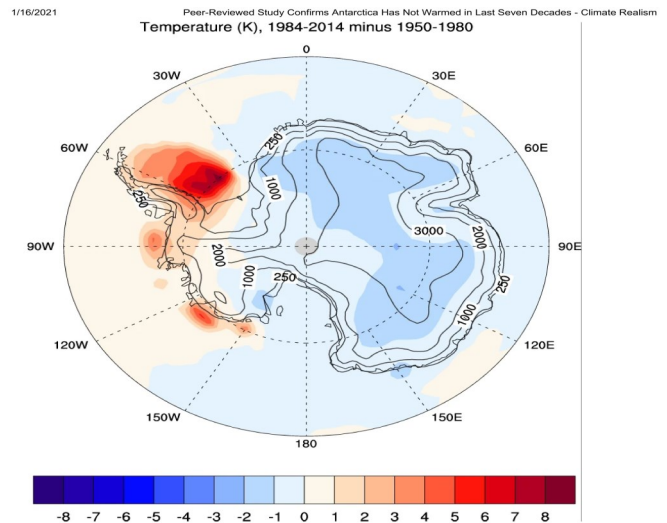 1/16/2021 Peer-Reviewed Study Confirms Antarctica Has Not Warmed in Last Seven Decades - Climate Realism
Temperature (K), 1984-2014 minus 1950-1980
0
30W 30E
60W 60E
250
1000
250
3000
2000
90W 90E
2000
1000
250
250
1000
120W 120E
150W 150E
180
-8 -7 -6 -5 -4 -3 -2 -1 0 1 2 3 4 5 6 7 8